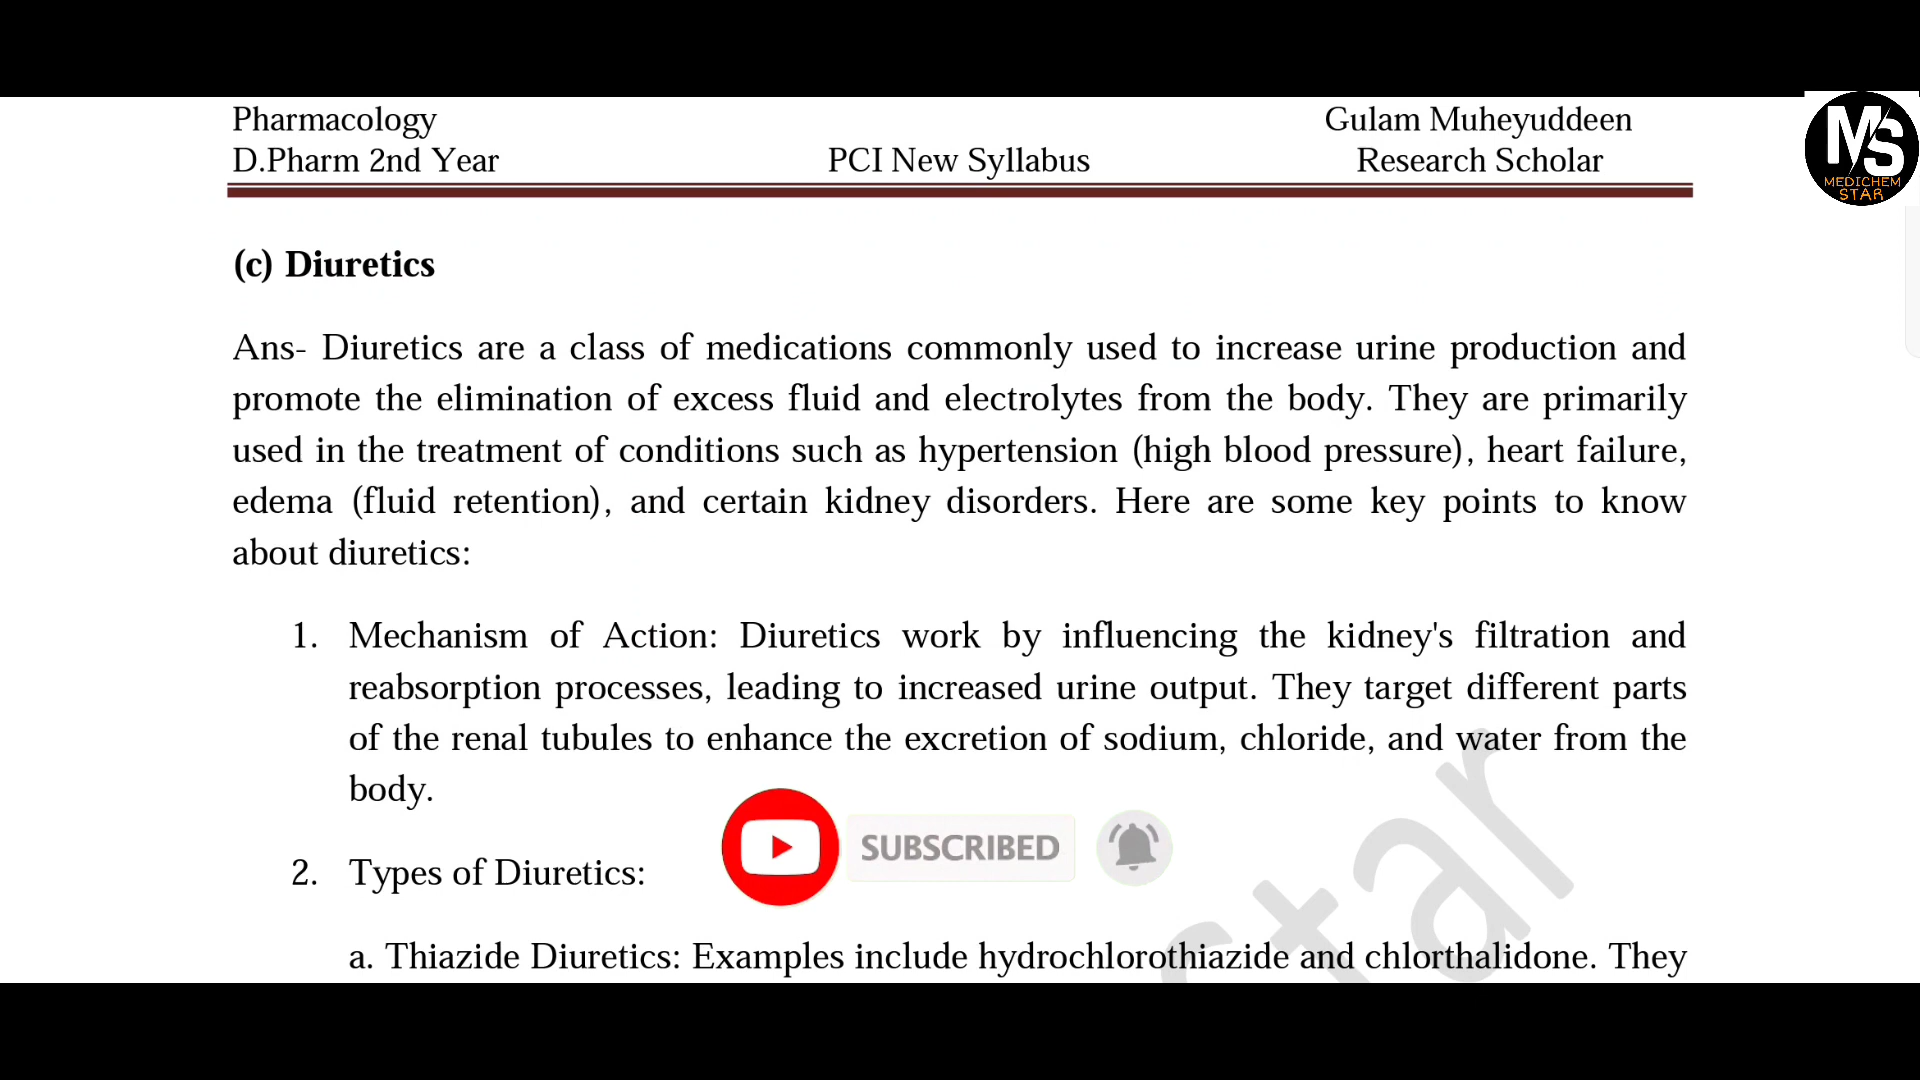 Pharmacology
D.Pharm 2nd Year
PCI New Syllabus
Gulam Muheyuddeen
Research Scholar
MS
MEDICHEM
STAR
(c) Diuretics
Ans- Diuretics are a class of medications commonly used to increase urine production and
promote the elimination of excess fluid and electrolytes from the body. They are primarily
used in the treatment of conditions such as hypertension (high blood pressure), heart failure,
edema (fluid retention), and certain kidney disorders. Here are some key points to know
about diuretics:
1. Mechanism of Action: Diuretics work by influencing the kidney's filtration and
reabsorption processes, leading to increased urine output. They target different parts
of the renal tubules to enhance the excretion of sodium, chloride, and water from the
body.
SUBSCRIBED
2. Types of Diuretics:
a. Thiazide Diuretics: Examples include hydrochlorothiazide and chlorthalidone. They
Star